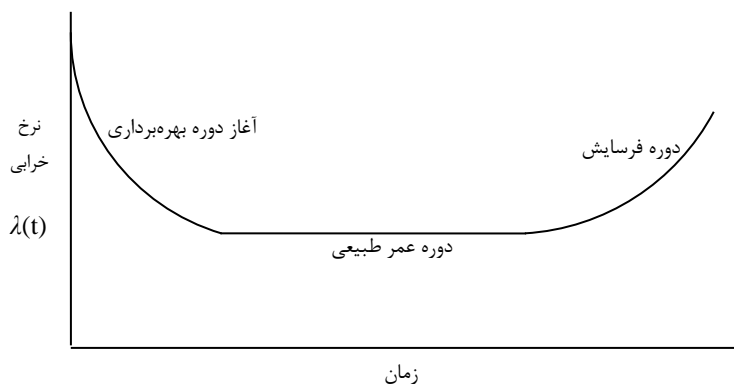 آغاز دوره بهره‌برداری
نرخ
خرابی
λ(t)
دوره فرسایش
دوره عمر طبیعی
زمان